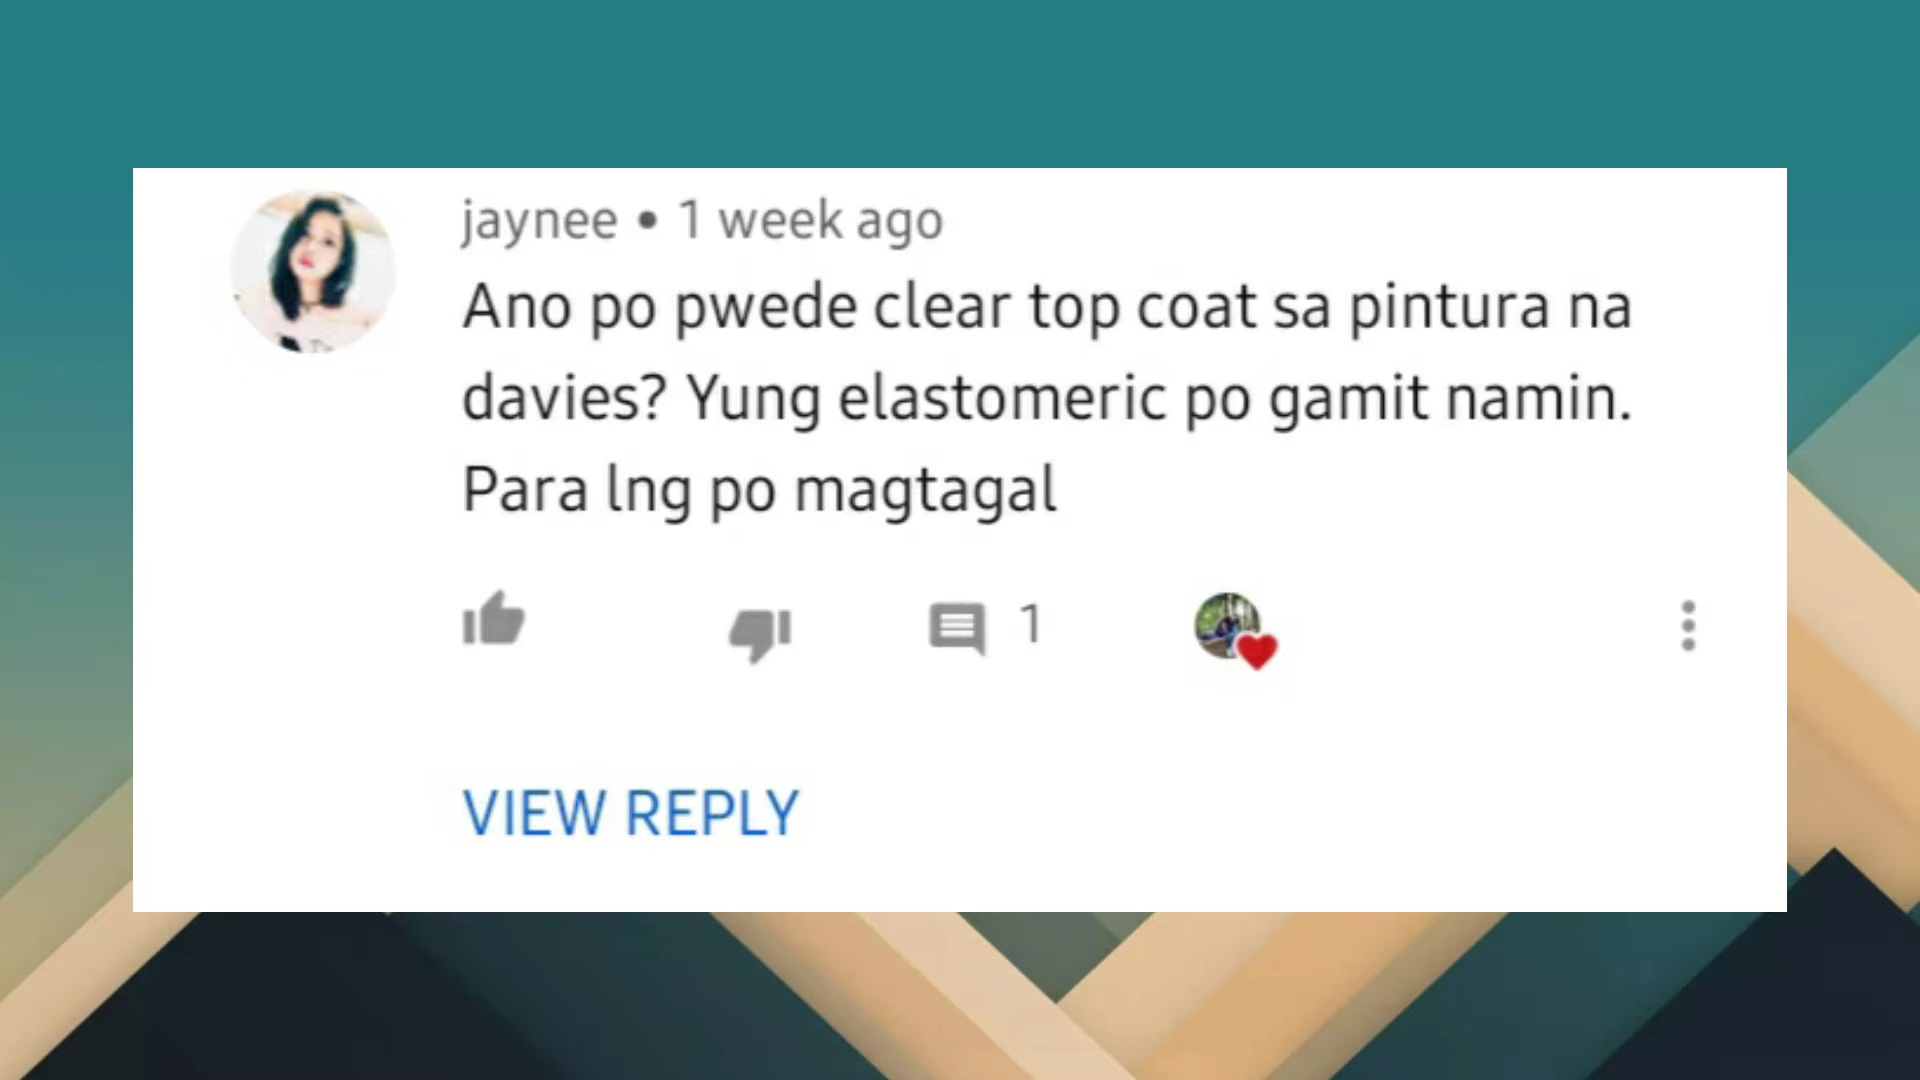 jaynee • 1 week ago
Ano po pwede clear top coat sa pintura na
davies? Yung elastomeric po gamit namin.
Para lng po magtagal
1
VIEW REPLY